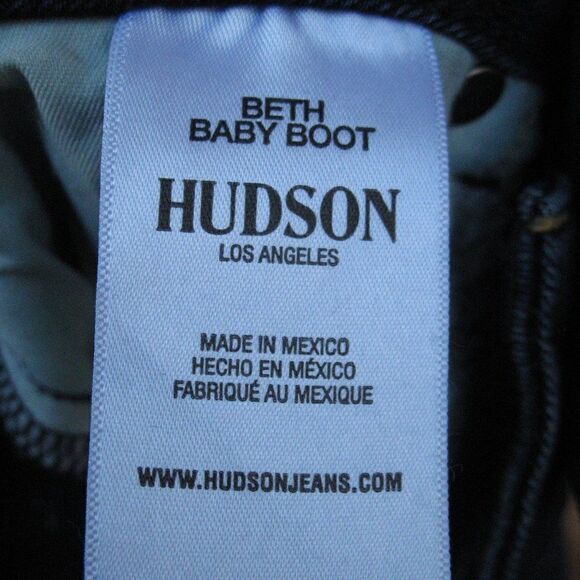 BETH
BABY BOOT
HUDSON
LOS ANGELES
MADE IN MEXICO
HECHO EN MÉXICO
FABRIQUÉ AU MEXIQUE
WWW.HUDSONJEANS.COM